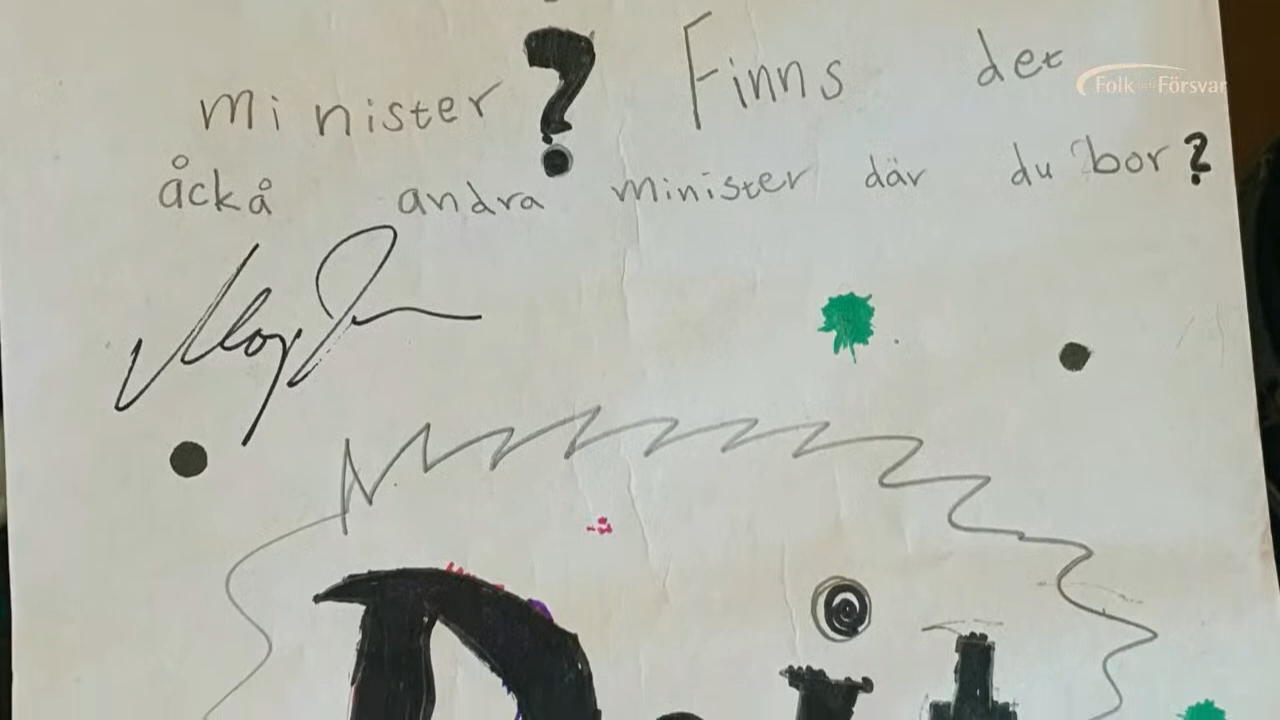 minister? Finns det
Folk och Försvar
åckå andra minister där du bor?